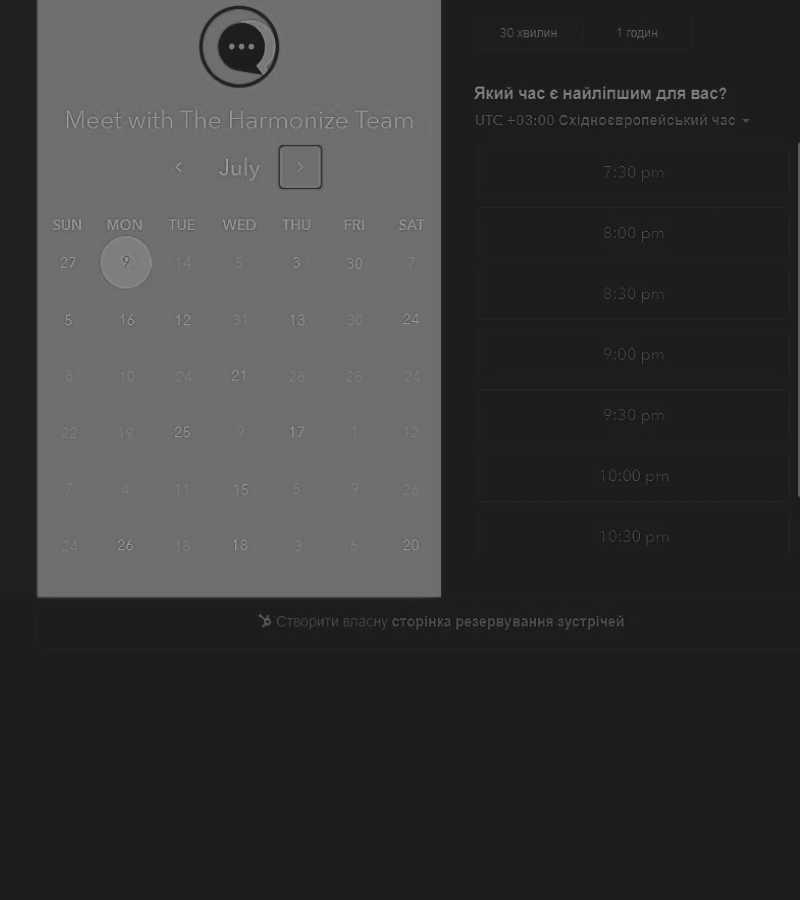 Meet with The Harmonize Team
July
SUN MON TUE WED THU FRI SAT
27 9 14 5 3 30 7
5 16 12 31 13 30 24
8 10 24 21 28 26 24
22 19 25 9 17 1 12
7 4 11 15 5 9 26
24 26 18 18 3 6 20
30 хвилин 1 годин
Який час є найліпшим для вас?
UTC +03:00 Східноєвропейський час
7:30 pm
8:00 pm
8:30 pm
9:00 pm
9:30 pm
10:00 pm
10:30 pm
Створити власну сторінка резервування зустрічей